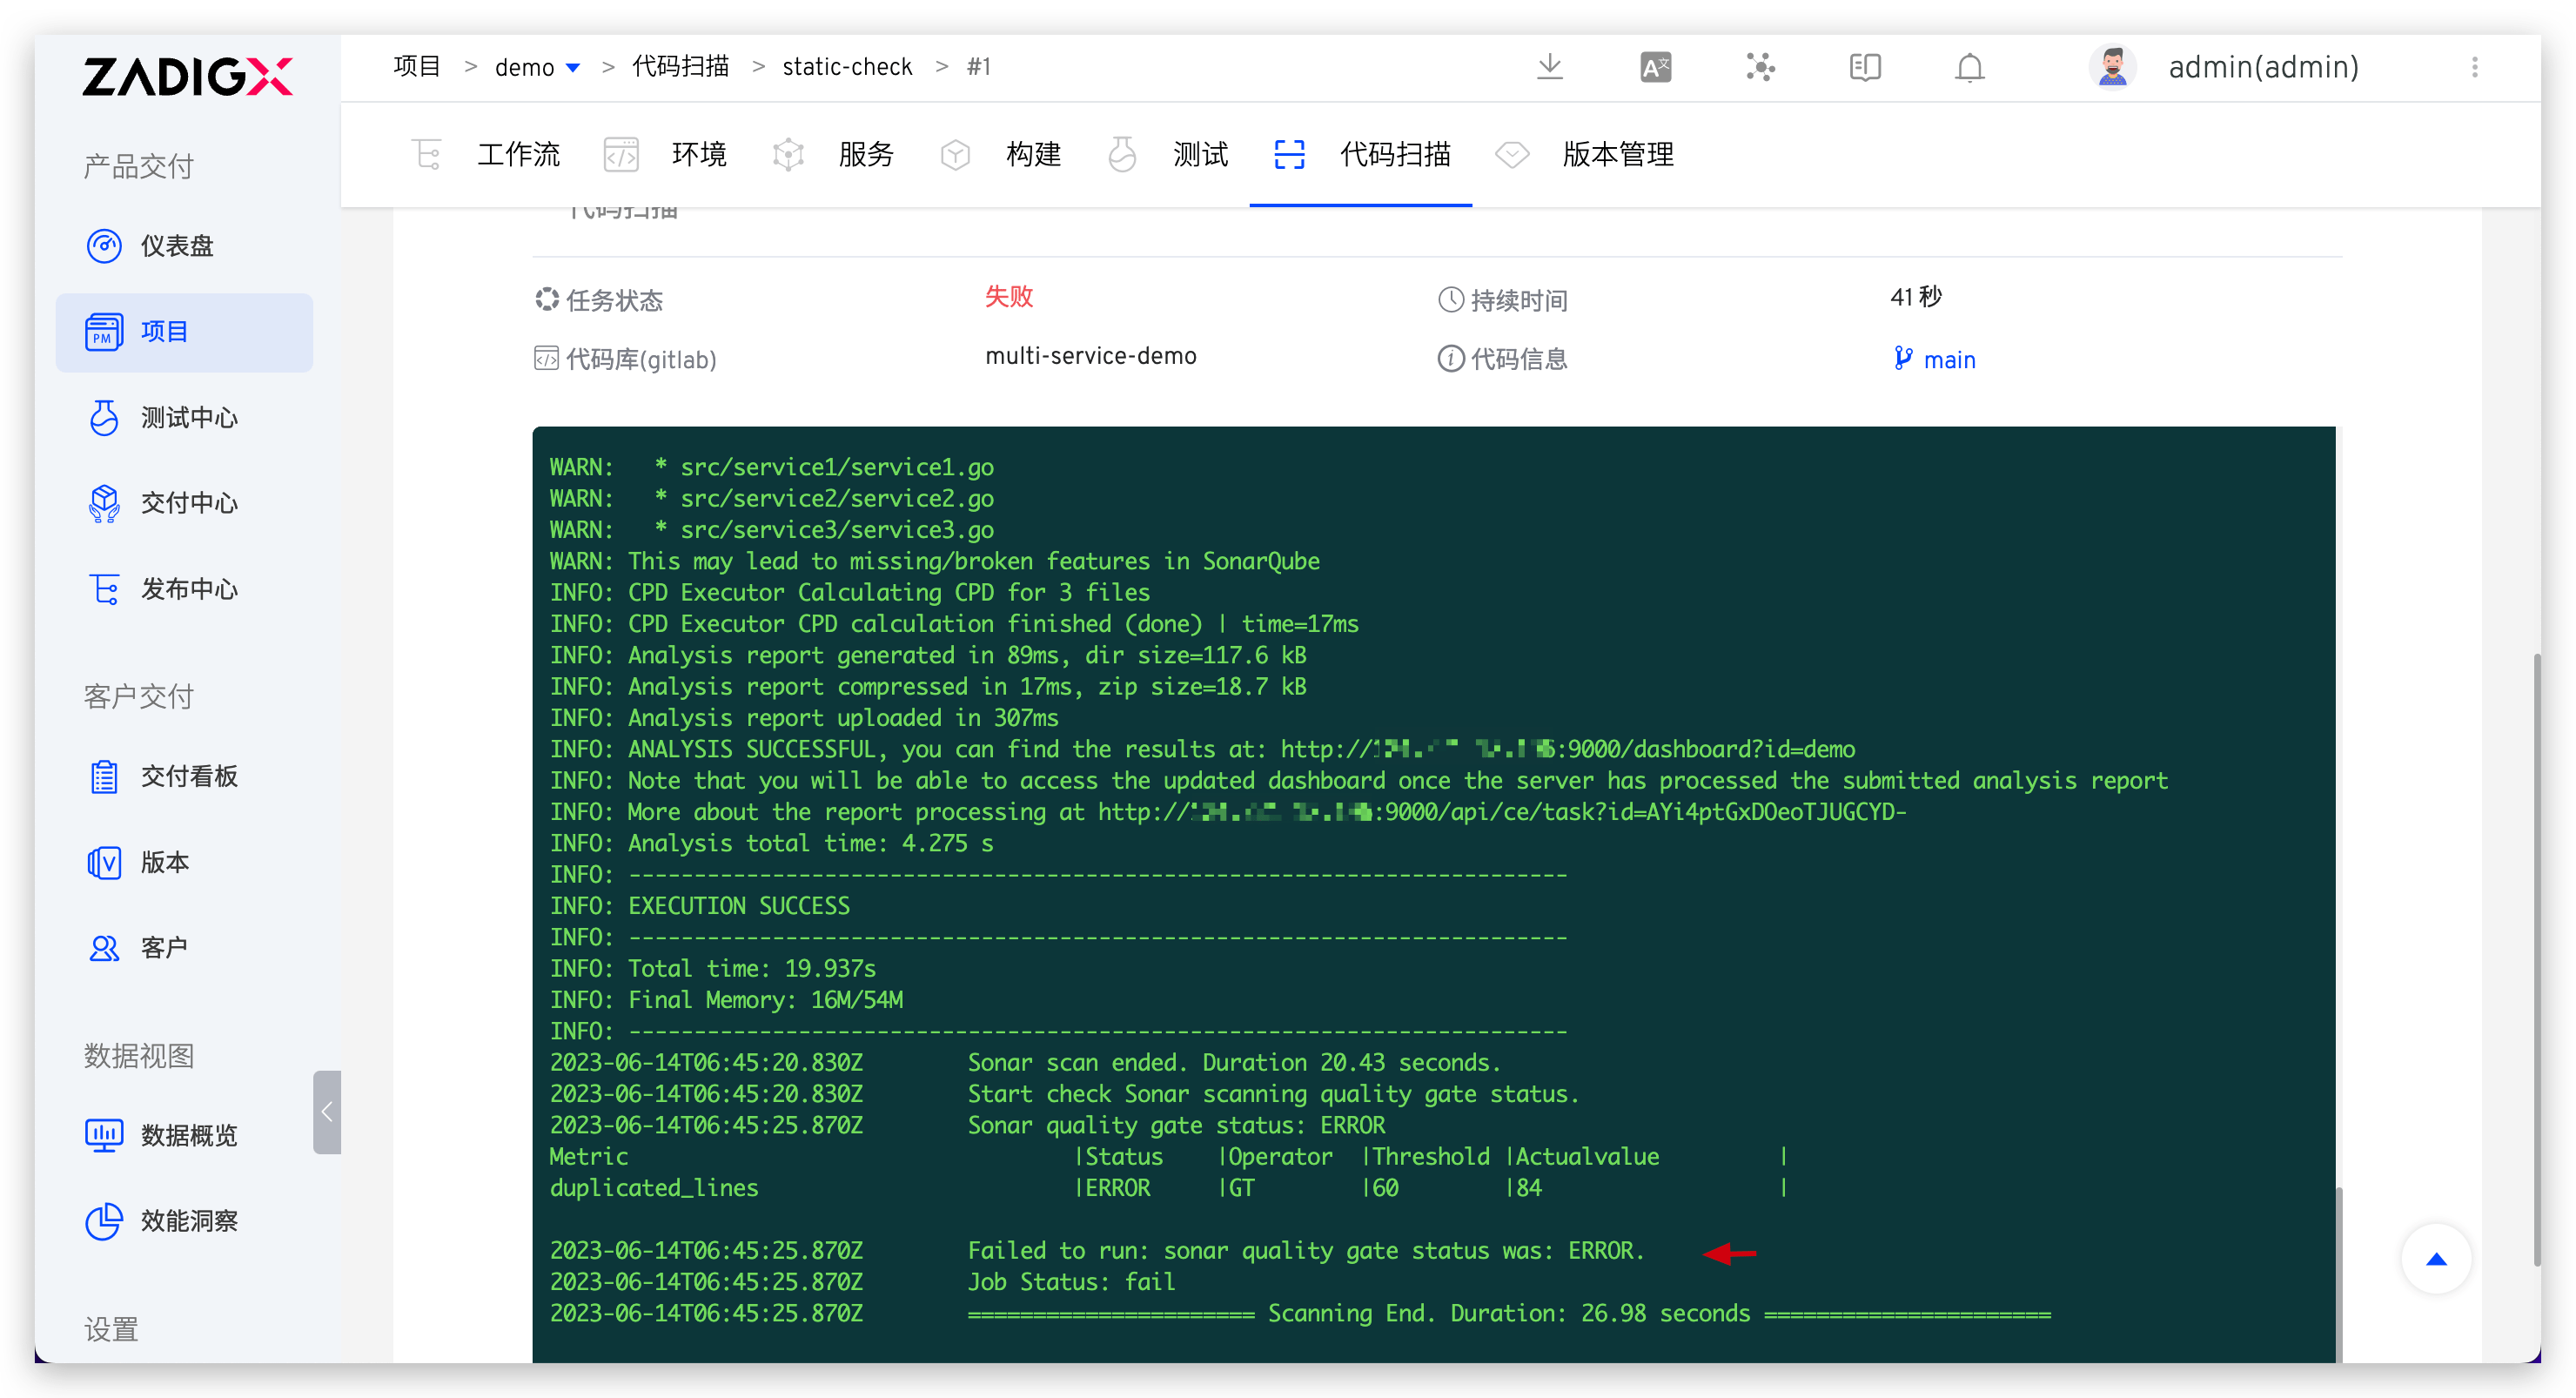 ZADIGX
项目 > demo > 代码扫描 > static-check > #1
admin(admin)
工作流 环境 服务 构建 测试 代码扫描 版本管理
产品交付
仪表盘
项目
测试中心
交付中心
发布中心
客户交付
交付看板
版本
客户
数据视图
数据概览
效能洞察
设置
代码扫描
任务状态 失败 持续时间 41 秒
代码库(gitlab) multi-service-demo 代码信息 main
WARN:   * src/service1/service1.go
WARN:   * src/service2/service2.go
WARN:   * src/service3/service3.go
WARN: This may lead to missing/broken features in SonarQube
INFO: CPD Executor Calculating CPD for 3 files
INFO: CPD Executor CPD calculation finished (done) | time=17ms
INFO: Analysis report generated in 89ms, dir size=117.6 kB
INFO: Analysis report compressed in 17ms, zip size=18.7 kB
INFO: Analysis report uploaded in 307ms
INFO: ANALYSIS SUCCESSFUL, you can find the results at: http:// :9000/dashboard?id=demo
INFO: Note that you will be able to access the updated dashboard once the server has processed the submitted analysis report
INFO: More about the report processing at http:// :9000/api/ce/task?id=AYi4ptGxDOeoTJUGCYD-
INFO: Analysis total time: 4.275 s
INFO: ------------------------------------------------------------------------
INFO: EXECUTION SUCCESS
INFO: ------------------------------------------------------------------------
INFO: Total time: 19.937s
INFO: Final Memory: 16M/54M
INFO: ------------------------------------------------------------------------
2023-06-14T06:45:20.830Z        Sonar scan ended. Duration 20.43 seconds.
2023-06-14T06:45:20.830Z        Start check Sonar scanning quality gate status.
2023-06-14T06:45:25.870Z        Sonar quality gate status: ERROR
Metric |Status |Operator |Threshold |Actualvalue |
duplicated_lines |ERROR |GT |60 |84 |
2023-06-14T06:45:25.870Z        Failed to run: sonar quality gate status was: ERROR.
2023-06-14T06:45:25.870Z        Job Status: fail
2023-06-14T06:45:25.870Z        ====================== Scanning End. Duration: 26.98 seconds ======================